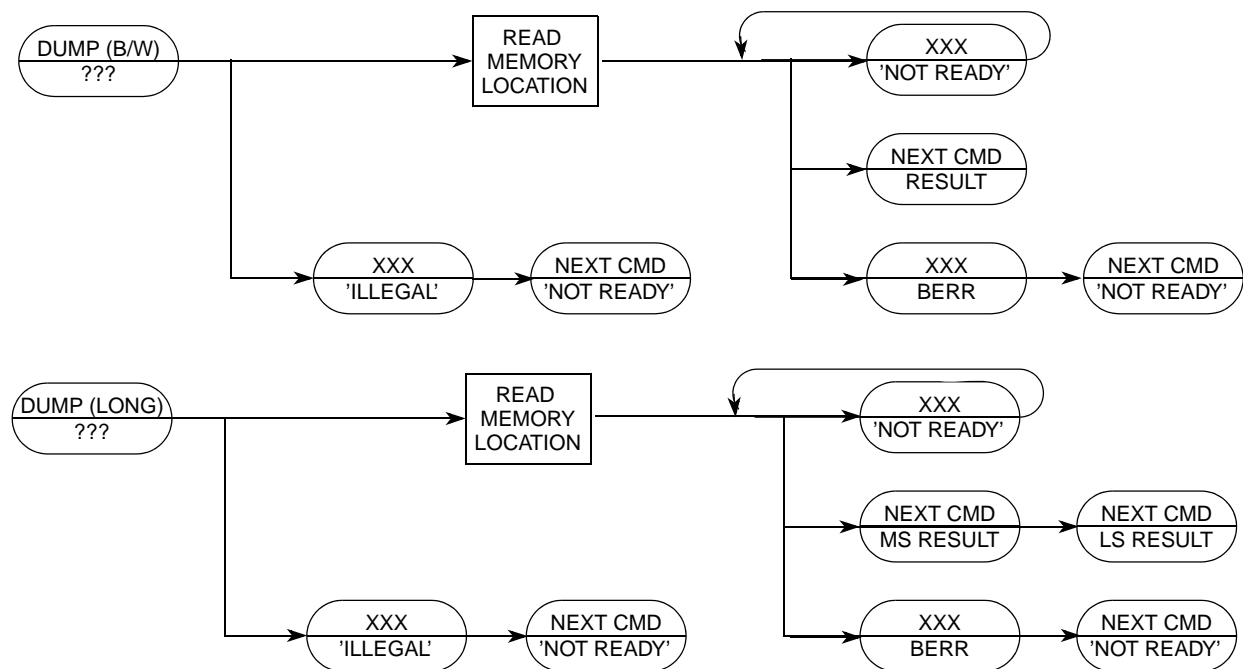 DUMP (B/W)
???
READ
MEMORY
LOCATION
XXX
’NOT READY’
NEXT CMD
RESULT
XXX
’ILLEGAL’
NEXT CMD
’NOT READY’
XXX
BERR
NEXT CMD
’NOT READY’
DUMP (LONG)
???
READ
MEMORY
LOCATION
XXX
’NOT READY’
NEXT CMD
MS RESULT
NEXT CMD
LS RESULT
XXX
’ILLEGAL’
NEXT CMD
’NOT READY’
XXX
BERR
NEXT CMD
’NOT READY’